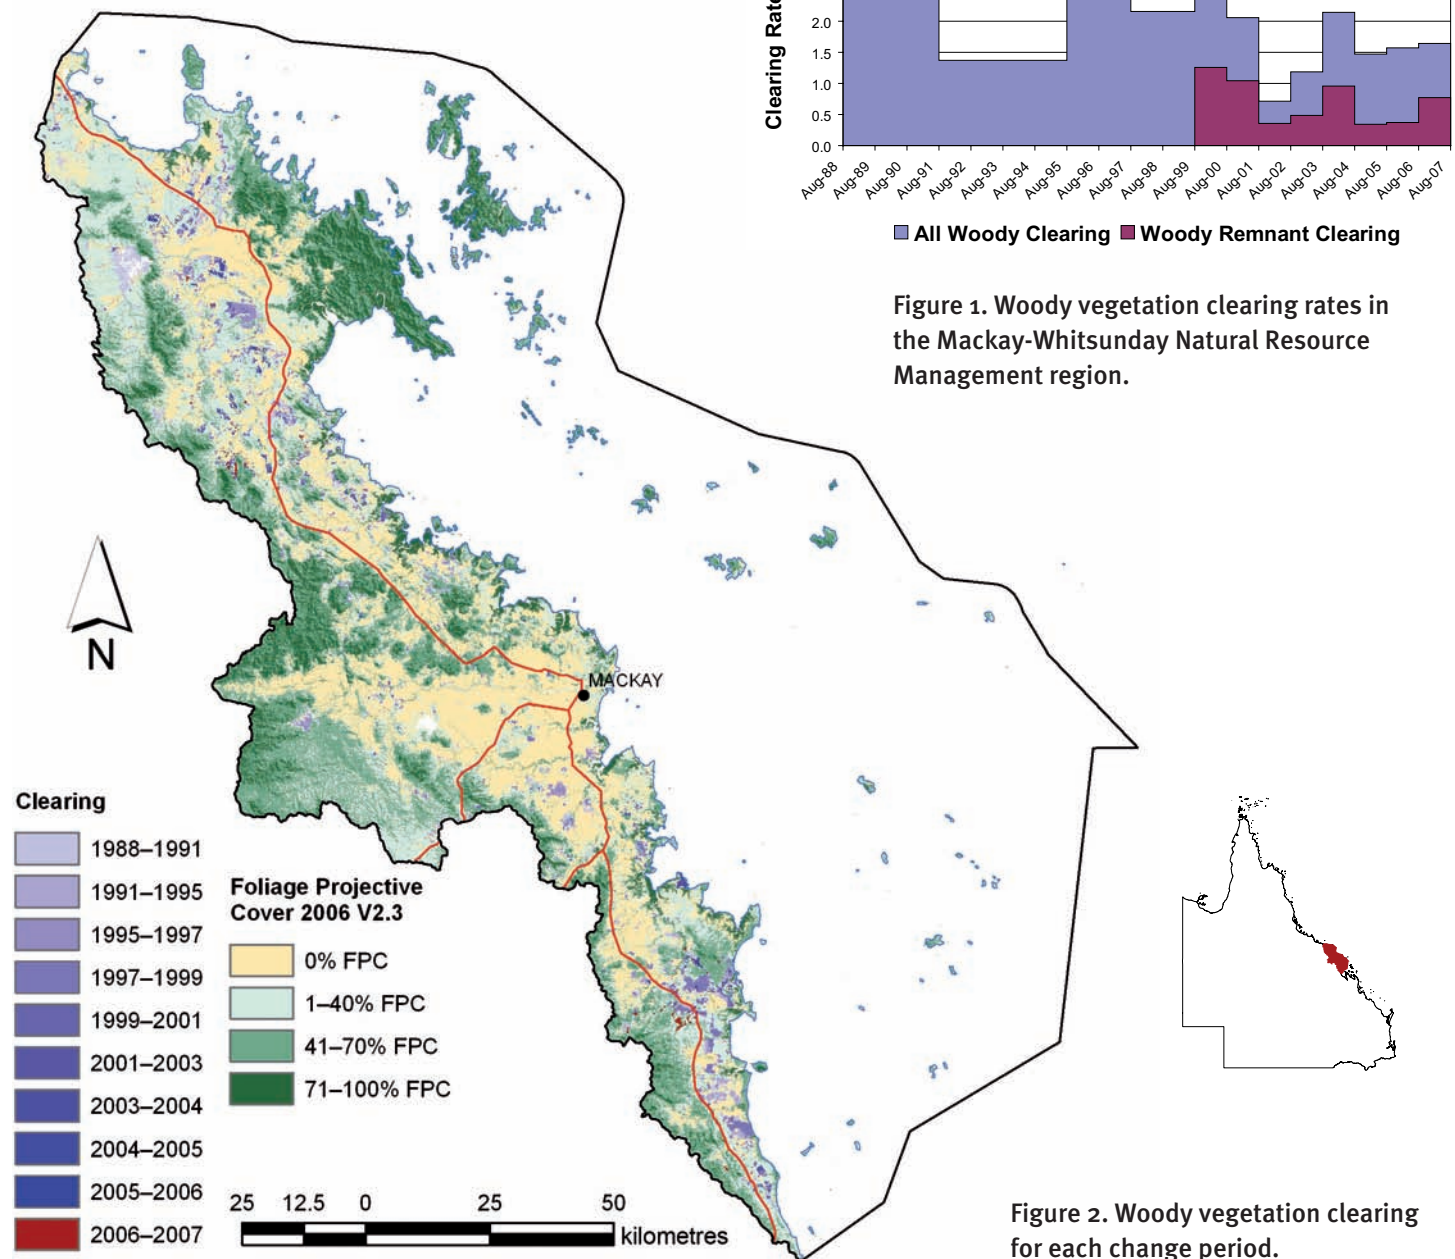 Clearing Rate
2.0
1.5
1.0
0.5
0.0
Aug-88
Aug-89
Aug-90
Aug-91
Aug-92
Aug-93
Aug-94
Aug-95
Aug-96
Aug-97
Aug-98
Aug-99
Aug-00
Aug-01
Aug-02
Aug-03
Aug-04
Aug-05
Aug-06
Aug-07
All Woody Clearing Woody Remnant Clearing
Figure 1. Woody vegetation clearing rates in
the Mackay-Whitsunday Natural Resource
Management region.
N
MACKAY
Clearing
1988–1991
1991–1995
1995–1997
1997–1999
1999–2001
2001–2003
2003–2004
2004–2005
2005–2006
2006–2007
Foliage Projective
Cover 2006 V2.3
0% FPC
1–40% FPC
41–70% FPC
71–100% FPC
25 12.5 0 25 50
kilometres
Figure 2. Woody vegetation clearing
for each change period.